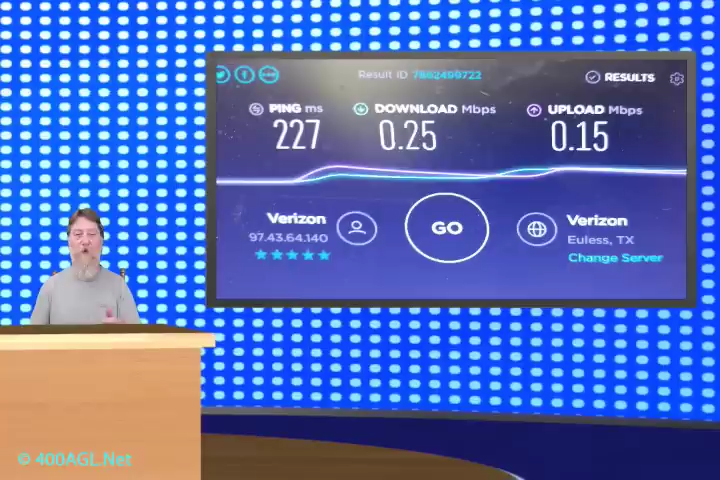 Result ID 7882499722
RESULTS
PING ms
DOWNLOAD Mbps
UPLOAD Mbps
227
0.25
0.15
Verizon
97.43.64.140
GO
Verizon
Euless, TX
Change Server
© 400AGL.Net